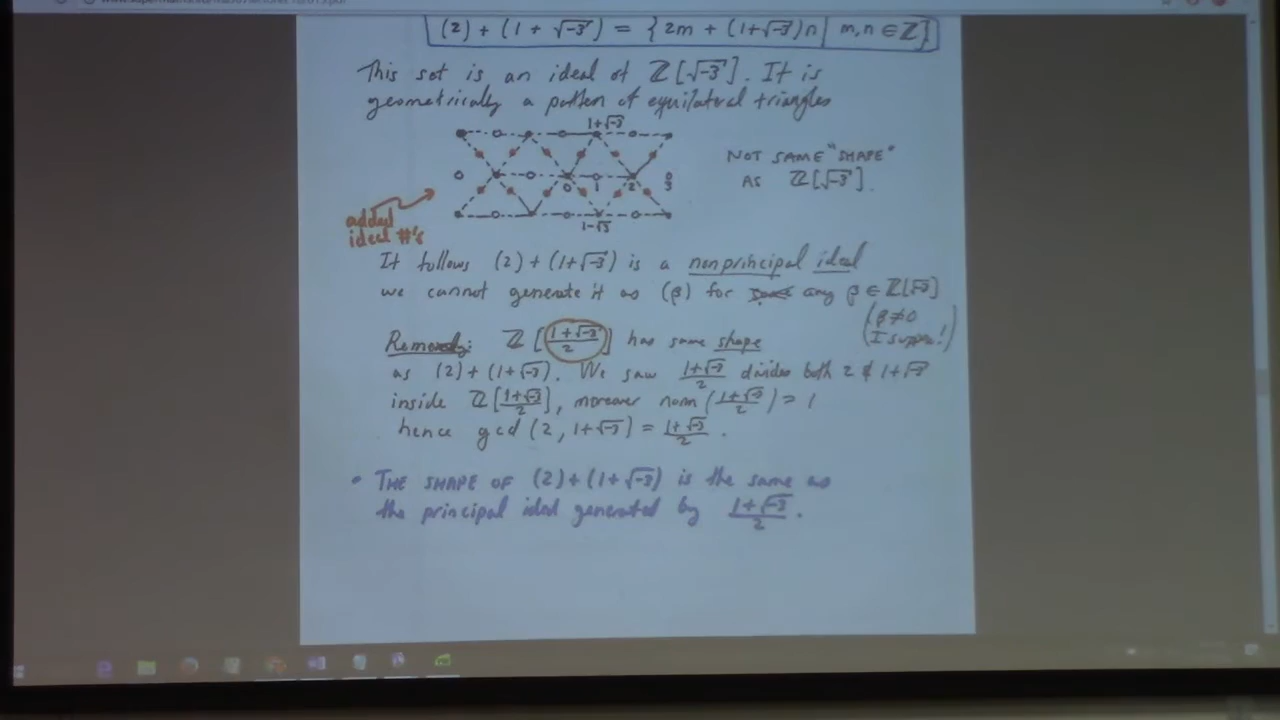 (2) + (1 + √-3) = {2m + (1+√-3)n | m,n ∈ ℤ}
This set is an ideal of ℤ[√-3]. It is
geometrically a pattern of equilateral triangles
1+√-3
NOT SAME "SHAPE"
AS ℤ[√-3].
0 1 2 3
added
ideal #'s
1-√3
It follows (2) + (1+√-3) is a nonprincipal ideal
we cannot generate it as (β) for any β ∈ ℤ[√-3]
(β≠0
I suppose!)
Remark: ℤ[(1+√-3)/2] has same shape
as (2) + (1+√-3). We saw (1+√-3)/2 divides both 2 & 1+√-3
inside ℤ[(1+√-3)/2], moreover norm((1+√-3)/2) = 1
hence gcd(2, 1+√-3) = (1+√-3)/2.
• THE SHAPE OF (2)+(1+√-3) is the same as
the principal ideal generated by (1+√-3)/2.